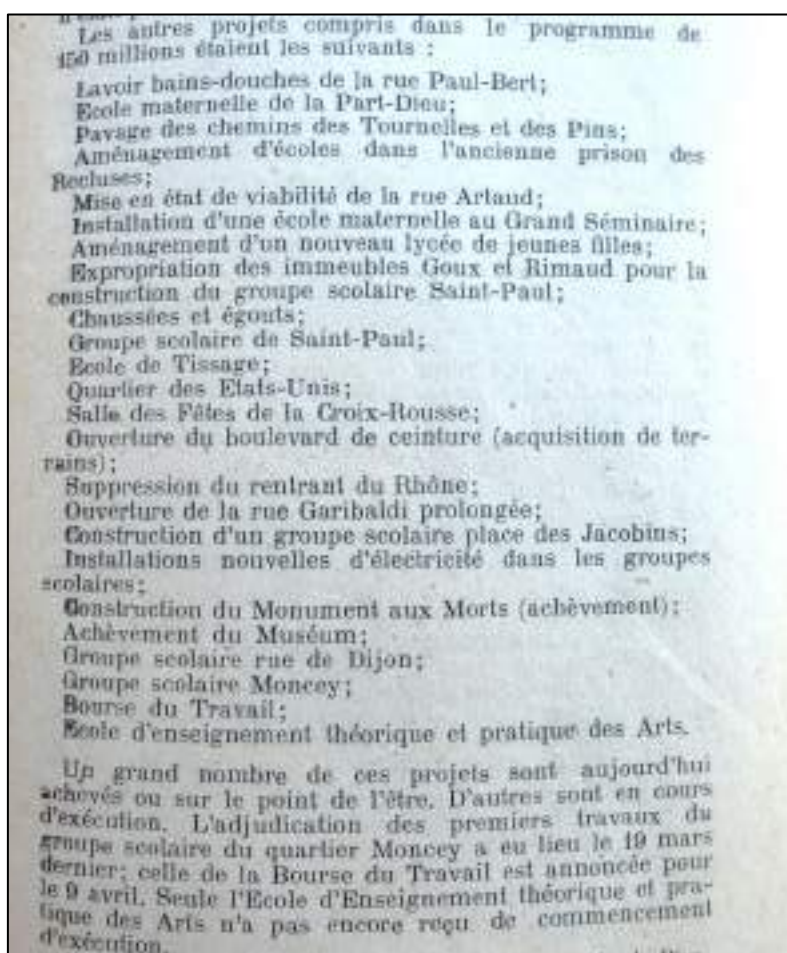 Les autres projets compris dans le programme de
450 millions étaient les suivants :
Lavoir bains-douches de la rue Paul-Bert;
Ecole maternelle de la Part-Dieu;
Pavage des chemins des Tournelles et des Pins;
Aménagement d'écoles dans l'ancienne prison des
Recluses;
Mise en état de viabilité de la rue Artaud;
Installation d'une école maternelle au Grand Séminaire;
Aménagement d'un nouveau lycée de jeunes filles;
Expropriation des immeubles Goux et Rimaud pour la
construction du groupe scolaire Saint-Paul;
Chaussées et égouts;
Groupe scolaire de Saint-Paul;
Ecole de Tissage;
Quartier des Etats-Unis;
Salle des Fêtes de la Croix-Rousse;
Ouverture du boulevard de ceinture (acquisition de ter-
rains);
Suppression du rentrant du Rhône;
Ouverture de la rue Garibaldi prolongée;
Construction d'un groupe scolaire place des Jacobins;
Installations nouvelles d'électricité dans les groupes
scolaires;
Construction du Monument aux Morts (achèvement);
Achèvement du Muséum;
Groupe scolaire rue de Dijon;
Groupe scolaire Moncey;
Bourse du Travail;
Ecole d'enseignement théorique et pratique des Arts.
Un grand nombre de ces projets sont aujourd'hui
achevés ou sur le point de l'être. D'autres sont en cours
d'exécution. L'adjudication des premiers travaux du
groupe scolaire du quartier Moncey a eu lieu le 19 mars
dernier; celle de la Bourse du Travail est annoncée pour
le 9 avril. Seule l'Ecole d'Enseignement théorique et pra-
tique des Arts n'a pas encore reçu de commencement
d'exécution.